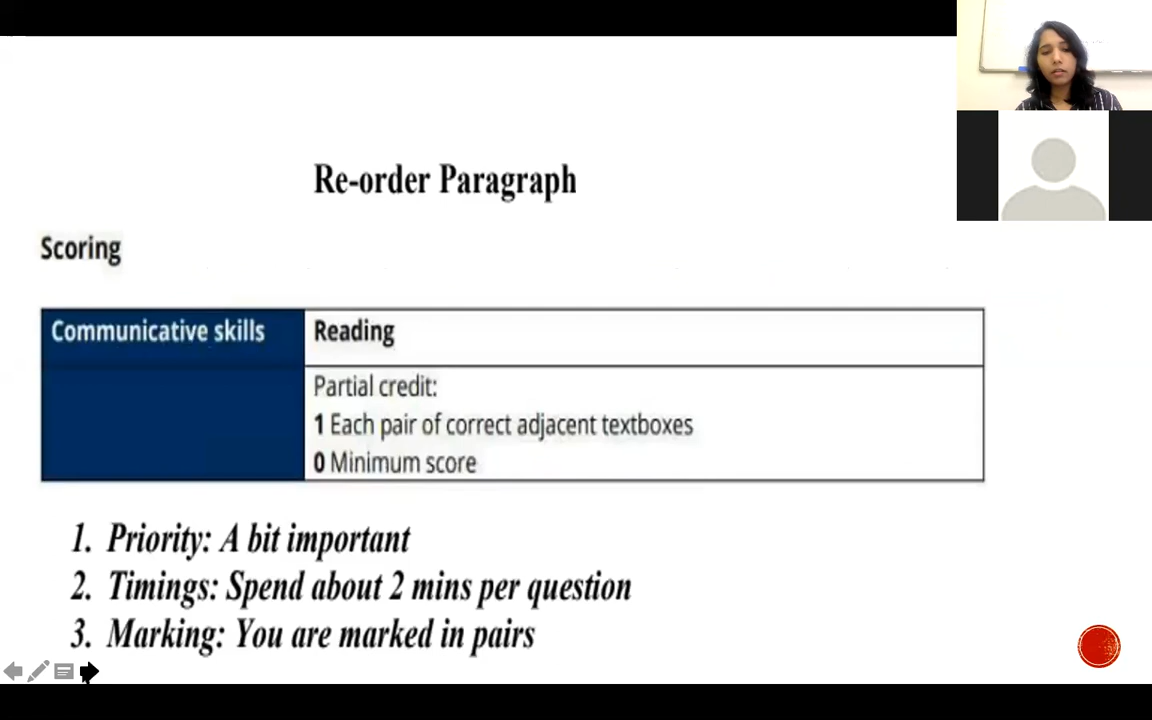 Re-order Paragraph
Scoring
Communicative skills
Reading
Partial credit:
1 Each pair of correct adjacent textboxes
0 Minimum score
1. Priority: A bit important
2. Timings: Spend about 2 mins per question
3. Marking: You are marked in pairs